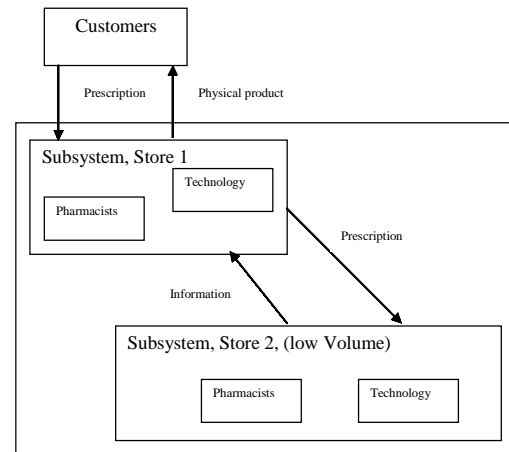 Customers
Prescription
Physical product
Subsystem, Store 1
Technology
Pharmacists
Prescription
Information
Subsystem, Store 2, (low Volume)
Pharmacists
Technology